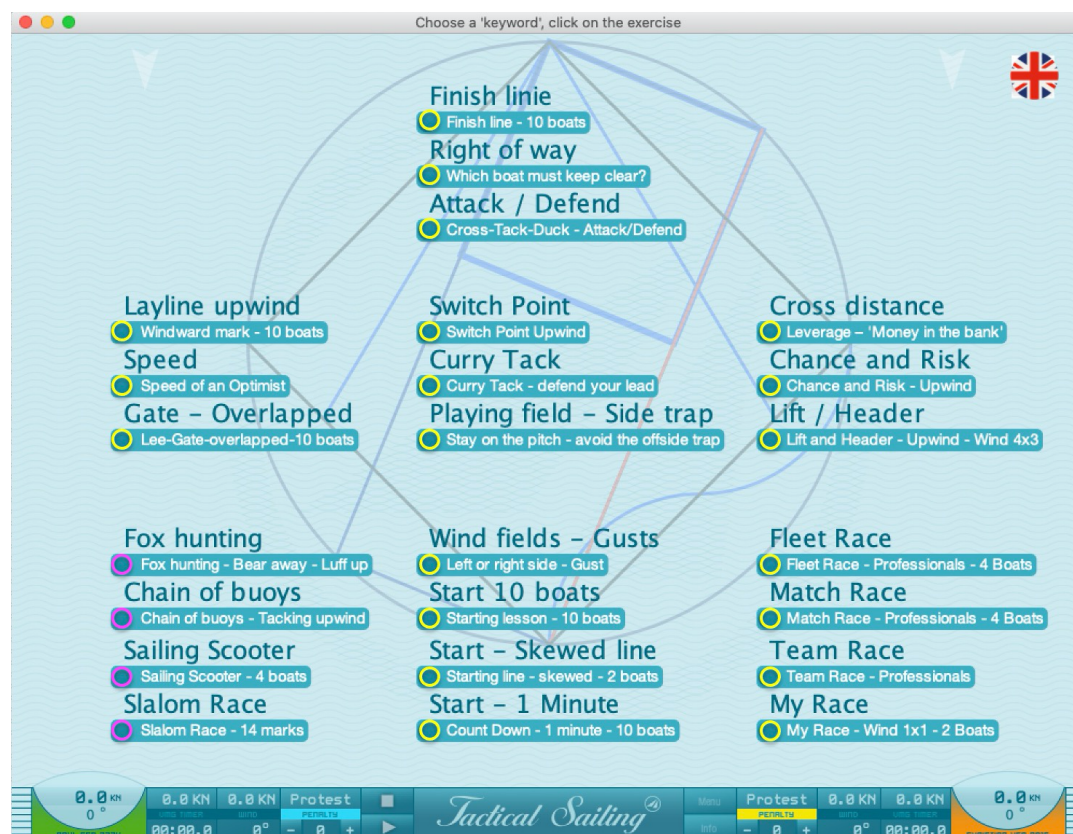 Choose a 'keyword', click on the exercise
Finish linie
Finish line - 10 boats
Right of way
Which boat must keep clear?
Attack / Defend
Cross-Tack-Duck - Attack/Defend
Layline upwind
Windward mark - 10 boats
Speed
Speed of an Optimist
Gate - Overlapped
Lee-Gate-overlapped-10 boats
Switch Point
Switch Point Upwind
Curry Tack
Curry Tack - defend your lead
Playing field - Side trap
Stay on the pitch - avoid the offside trap
Cross distance
Leverage – 'Money in the bank'
Chance and Risk
Chance and Risk - Upwind
Lift / Header
Lift and Header - Upwind - Wind 4x3
Fox hunting
Fox hunting - Bear away - Luff up
Chain of buoys
Chain of buoys - Tacking upwind
Sailing Scooter
Sailing Scooter - 4 boats
Slalom Race
Slalom Race - 14 marks
Wind fields - Gusts
Left or right side - Gust
Start 10 boats
Starting lesson - 10 boats
Start - Skewed line
Starting line - skewed - 2 boats
Start - 1 Minute
Count Down - 1 minute - 10 boats
Fleet Race
Fleet Race - Professionals - 4 Boats
Match Race
Match Race - Professionals - 4 Boats
Team Race
Team Race - Professionals
My Race
My Race - Wind 1x1 - 2 Boats
0.0 KN 0.0 KN 0.0 KN Protest Tactical Sailing Menu Protest 0.0 KN 0.0 KN 0.0 KN
0° VMG TIMER WIND PENALTY PENALTY VMG TIMER WIND 0°
00:00.0 0° - 0 + Info - 0 + 0° 00:00.0